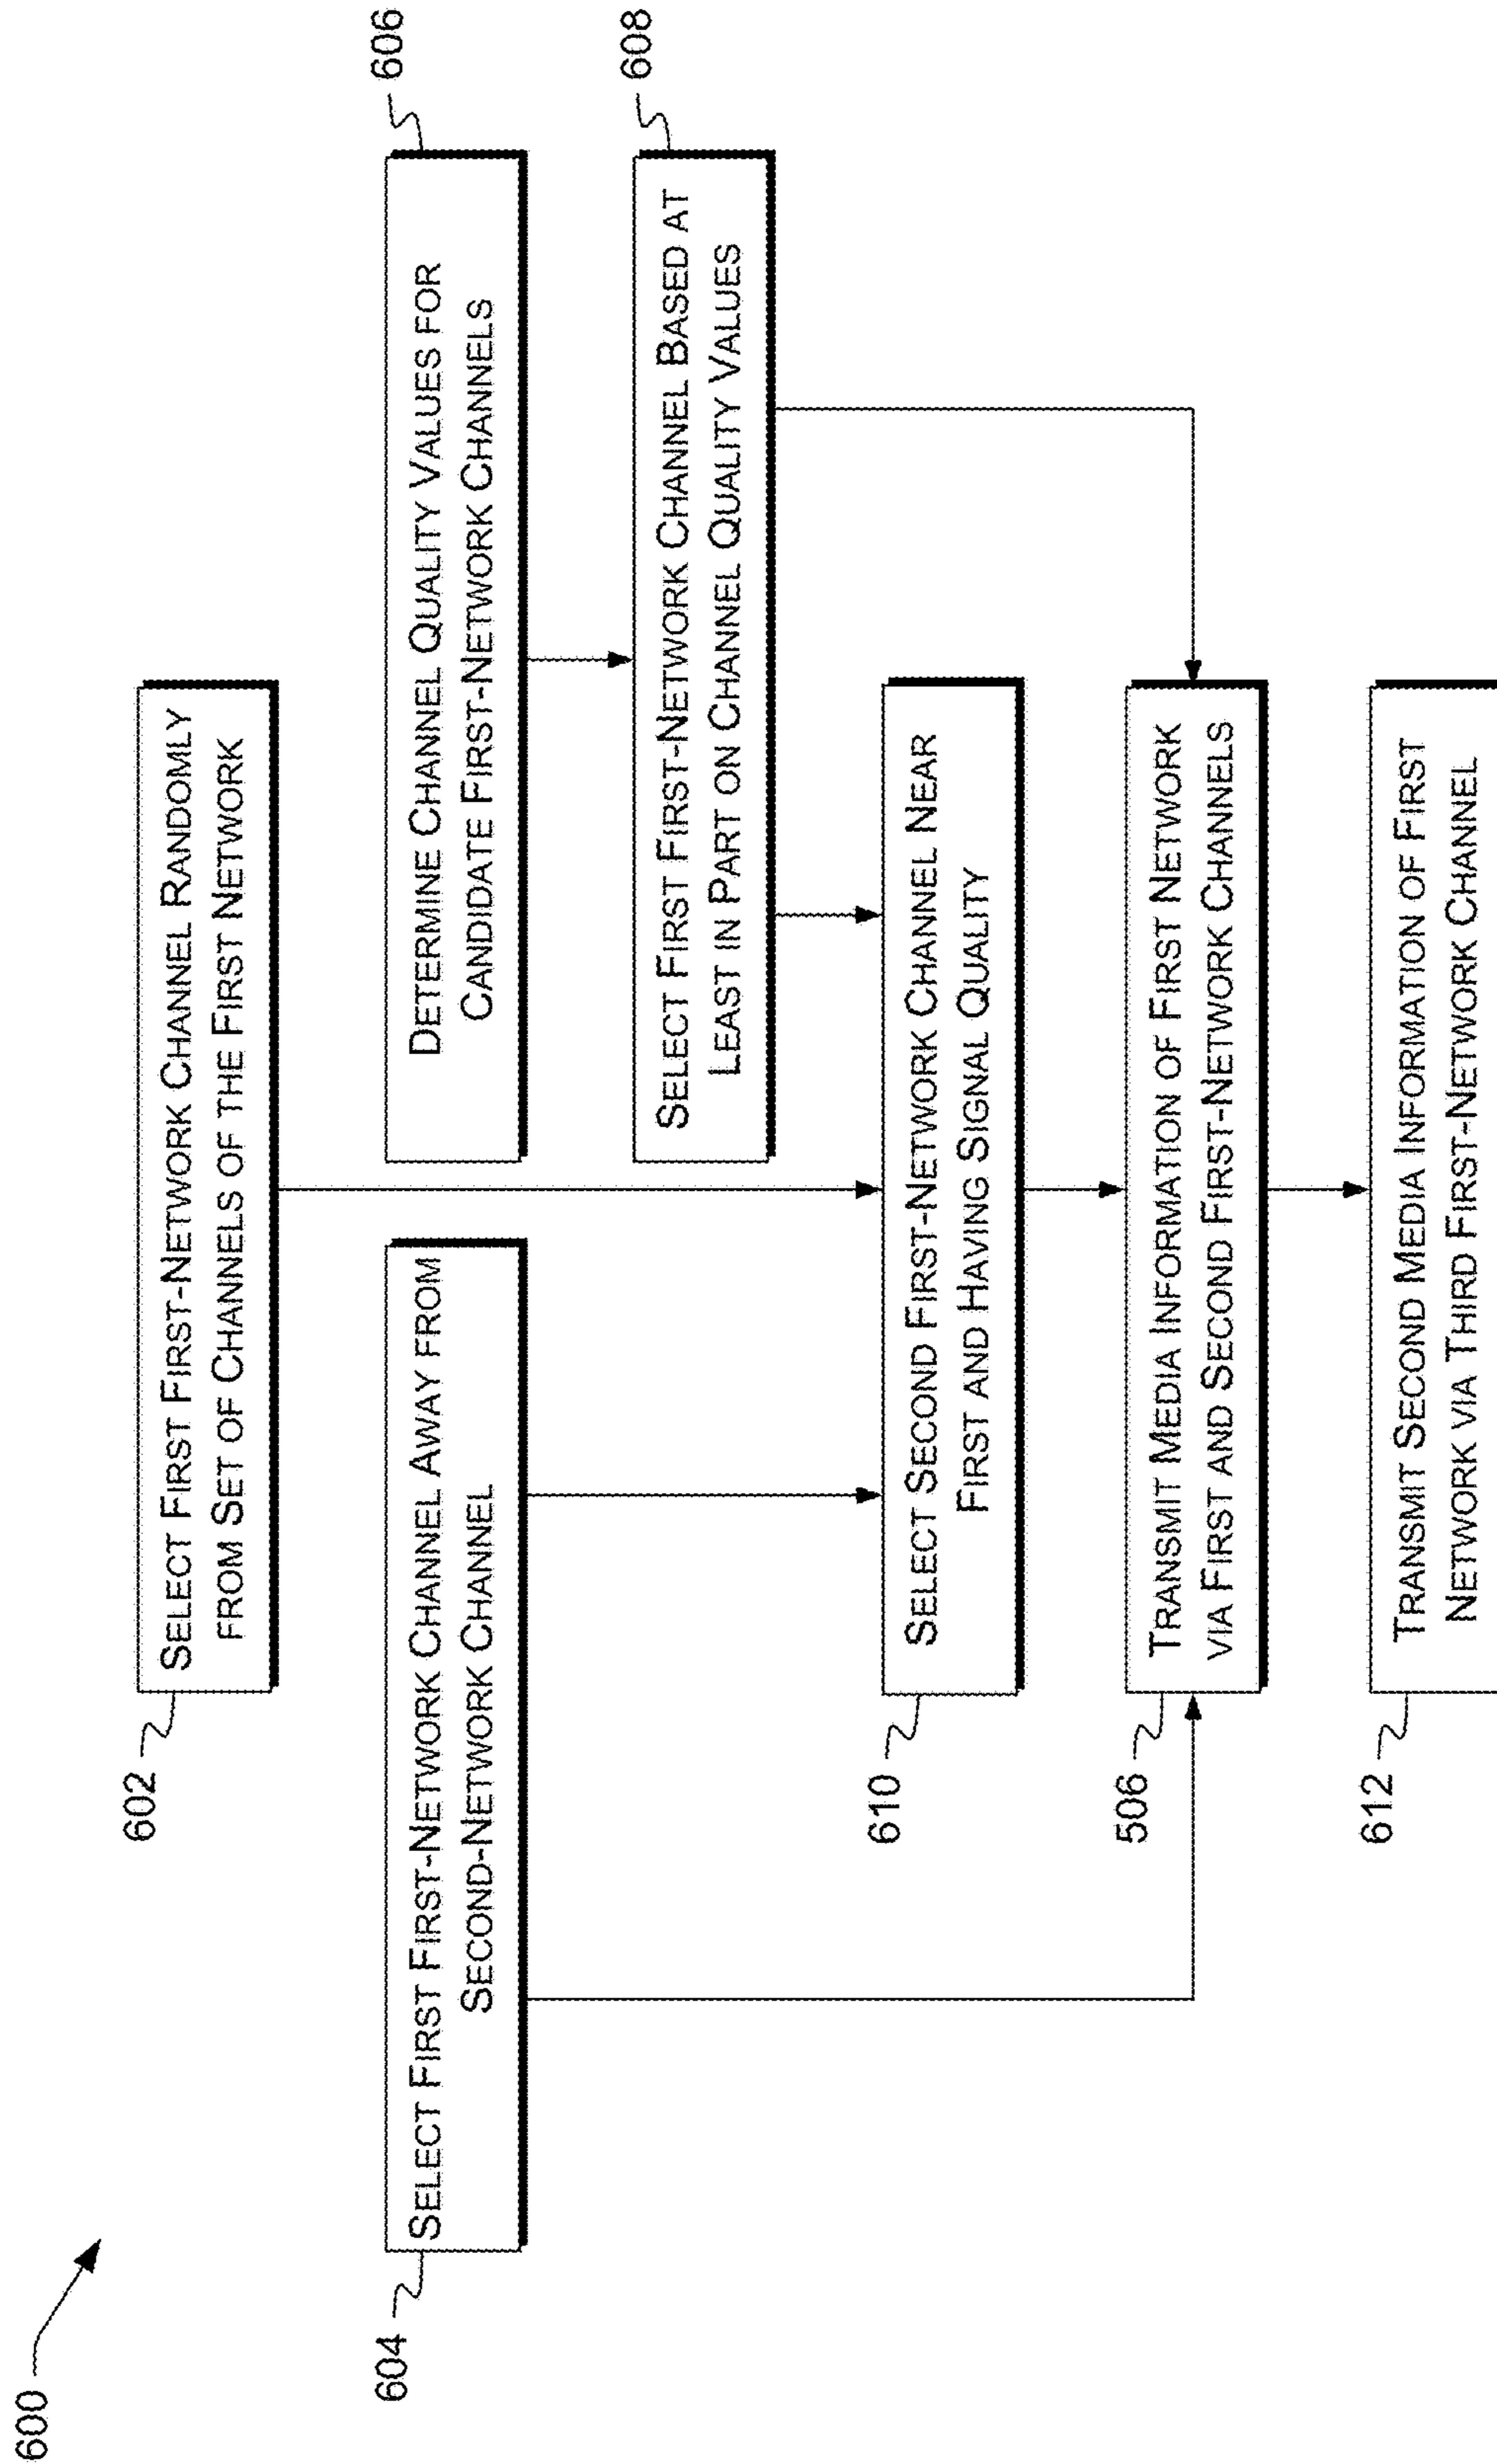 600
602
SELECT FIRST FIRST-NETWORK CHANNEL RANDOMLY
FROM SET OF CHANNELS OF THE FIRST NETWORK
604
SELECT FIRST FIRST-NETWORK CHANNEL AWAY FROM
SECOND-NETWORK CHANNEL
606
DETERMINE CHANNEL QUALITY VALUES FOR
CANDIDATE FIRST-NETWORK CHANNELS
608
SELECT FIRST FIRST-NETWORK CHANNEL BASED AT
LEAST IN PART ON CHANNEL QUALITY VALUES
610
SELECT SECOND FIRST-NETWORK CHANNEL NEAR
FIRST AND HAVING SIGNAL QUALITY
506
TRANSMIT MEDIA INFORMATION OF FIRST NETWORK
VIA FIRST AND SECOND FIRST-NETWORK CHANNELS
612
TRANSMIT SECOND MEDIA INFORMATION OF FIRST
NETWORK VIA THIRD FIRST-NETWORK CHANNEL